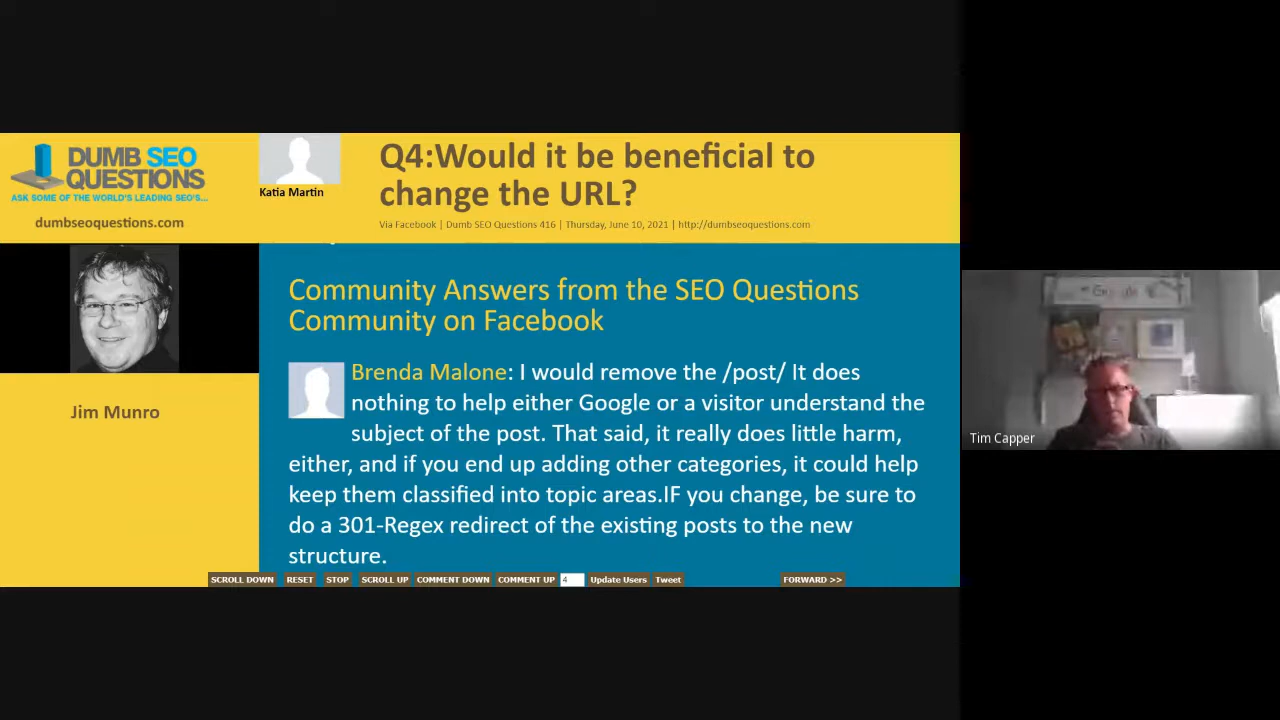 DUMB SEO
QUESTIONS
ASK SOME OF THE WORLD'S LEADING SEO'S...
dumbseoquestions.com
Katia Martin
Q4:Would it be beneficial to
change the URL?
Via Facebook | Dumb SEO Questions 416 | Thursday, June 10, 2021 | http://dumbseoquestions.com
Jim Munro
Community Answers from the SEO Questions
Community on Facebook
Brenda Malone: I would remove the /post/ It does
nothing to help either Google or a visitor understand the
subject of the post. That said, it really does little harm,
either, and if you end up adding other categories, it could help
keep them classified into topic areas.IF you change, be sure to
do a 301-Regex redirect of the existing posts to the new
structure.
SCROLL DOWN RESET STOP SCROLL UP COMMENT DOWN COMMENT UP 4 Update Users Tweet FORWARD >>
Google
Tim Capper